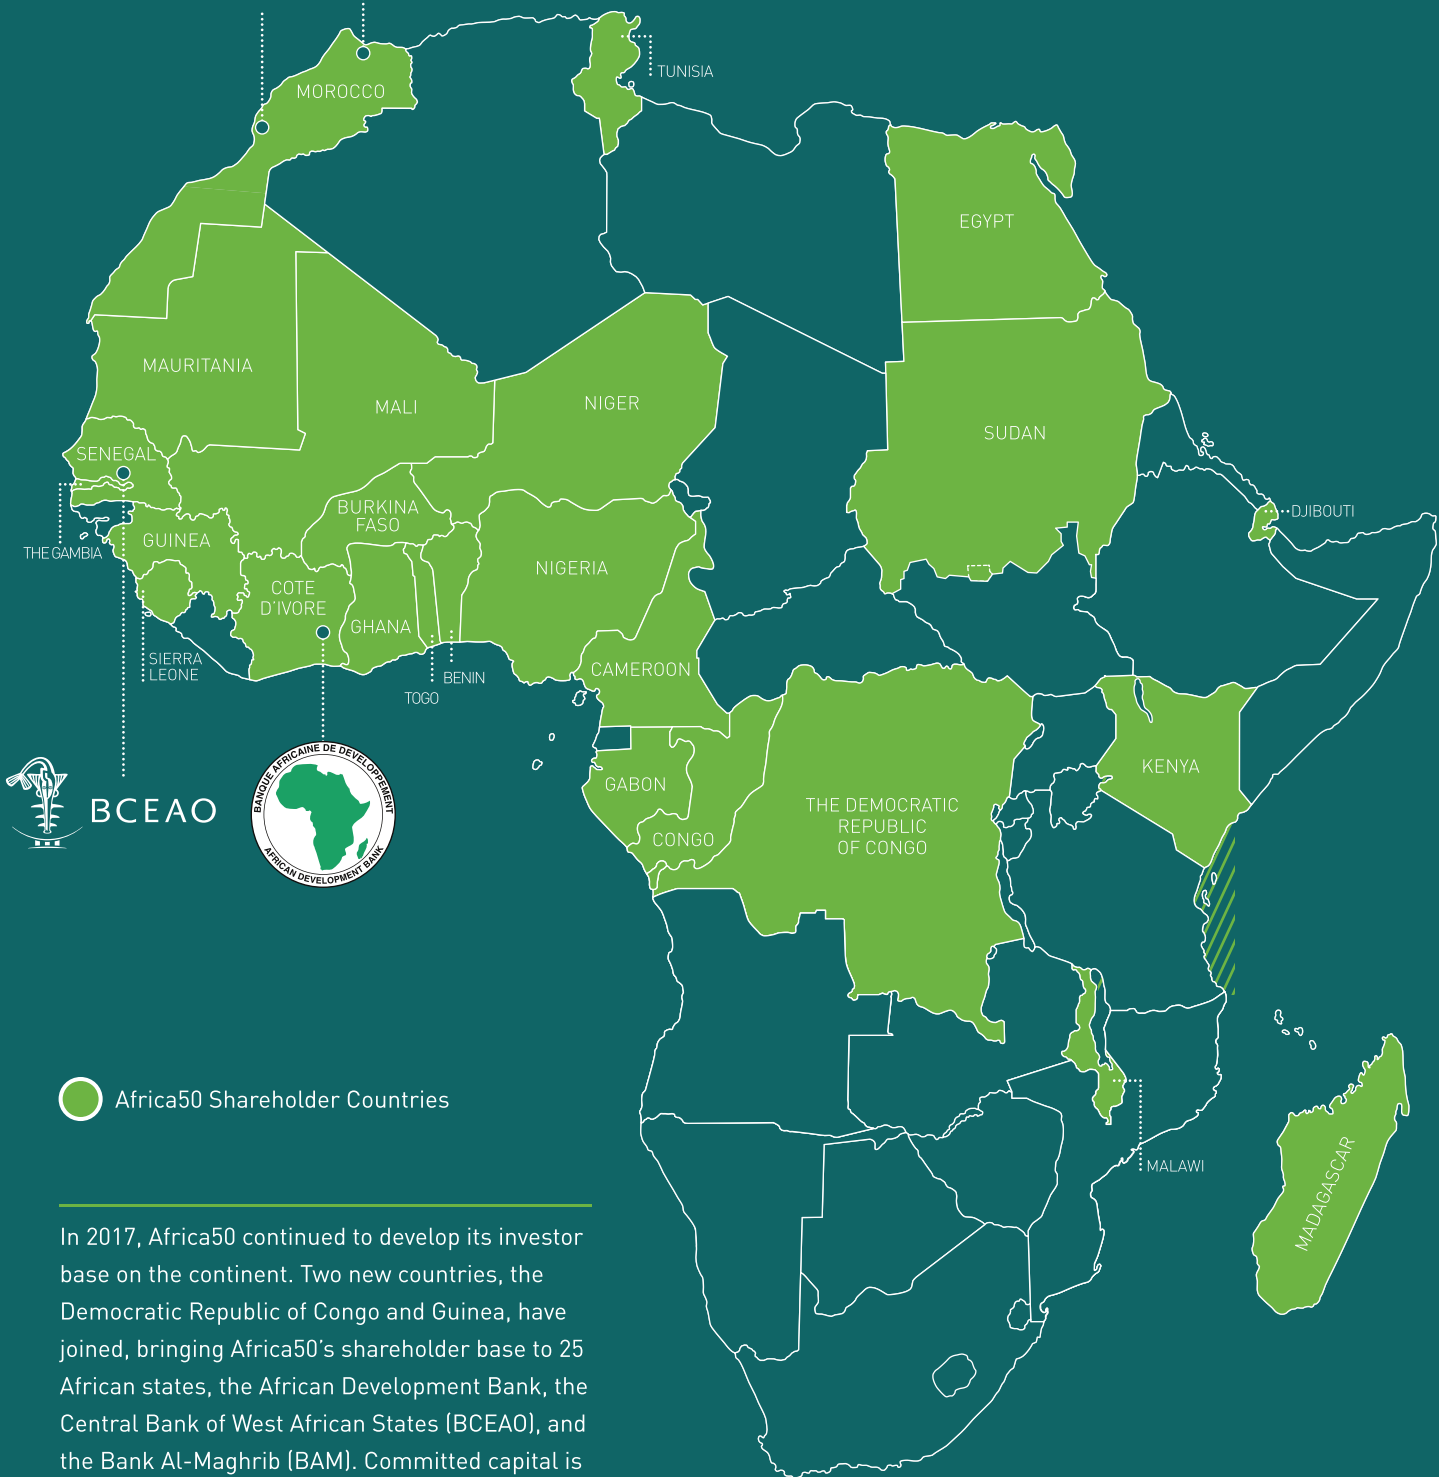 MOROCCO
TUNISIA
EGYPT
MAURITANIA
MALI
NIGER
SUDAN
SENEGAL
BURKINA
FASO
DJIBOUTI
THE GAMBIA
GUINEA
NIGERIA
COTE
D'IVORE
GHANA
SIERRA
LEONE
CAMEROON
BENIN
TOGO
BCEAO
BANQUE AFRICAINE DE DEVELOPPEMENT
AFRICAN DEVELOPMENT BANK
GABON
KENYA
CONGO
THE DEMOCRATIC
REPUBLIC
OF CONGO
Africa50 Shareholder Countries
MALAWI
MADAGASCAR
In 2017, Africa50 continued to develop its investor
base on the continent. Two new countries, the
Democratic Republic of Congo and Guinea, have
joined, bringing Africa50's shareholder base to 25
African states, the African Development Bank, the
Central Bank of West African States (BCEAO), and
the Bank Al-Maghrib (BAM). Committed capital is